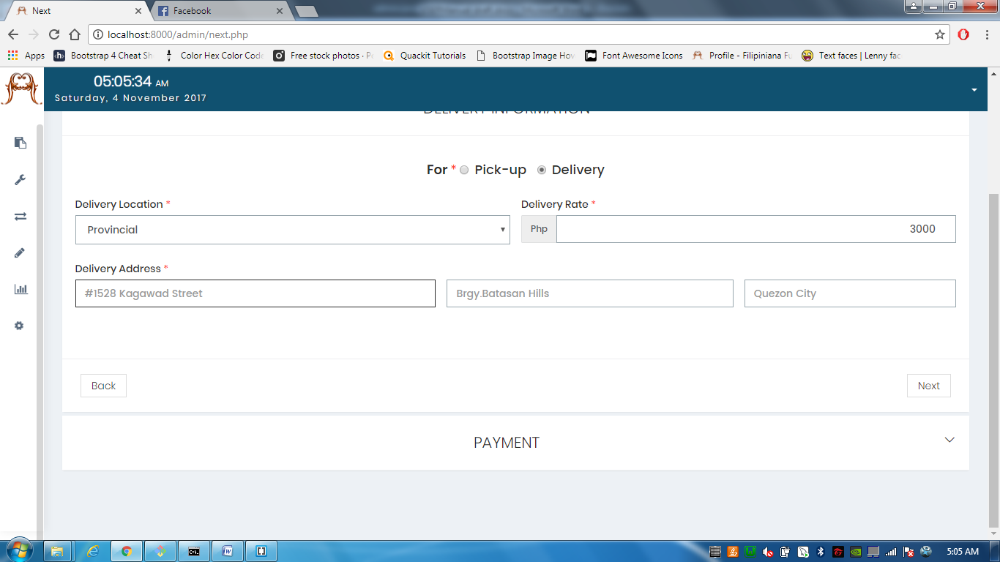 Next
Facebook
localhost:8000/admin/next.php
Apps
Bootstrap 4 Cheat Sh
Color Hex Color Code
Free stock photos · Pe
Quackit Tutorials
Bootstrap Image Hov
Font Awesome Icons
Profile - Filipiniana Fu
Text faces | Lenny fac
05:05:34 AM
Saturday, 4 November 2017
DELIVERY INFORMATION
For * Pick-up Delivery
Delivery Location *
Delivery Rate *
Provincial
Php 3000
Delivery Address *
#1528 Kagawad Street
Brgy.Batasan Hills
Quezon City
Back
Next
PAYMENT
5:05 AM